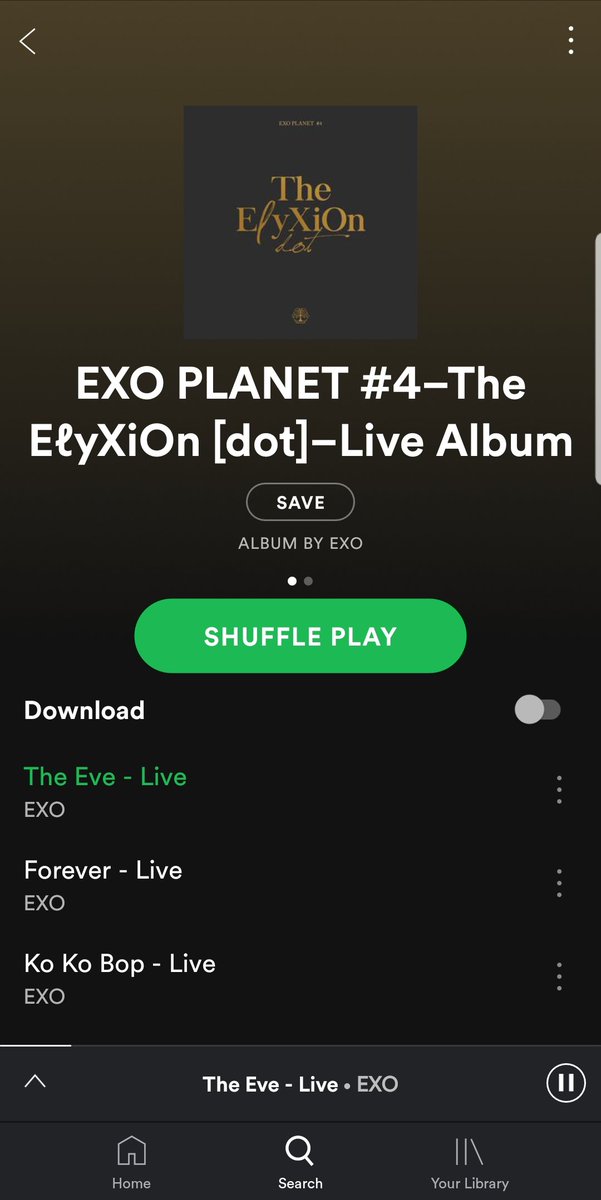 EXO PLANET #4
The
EℓyXiOn
dot
EXO PLANET #4–The
EℓyXiOn [dot]–Live Album
SAVE
ALBUM BY EXO
SHUFFLE PLAY
Download
The Eve - Live
EXO
Forever - Live
EXO
Ko Ko Bop - Live
EXO
The Eve - Live • EXO
Home
Search
Your Library